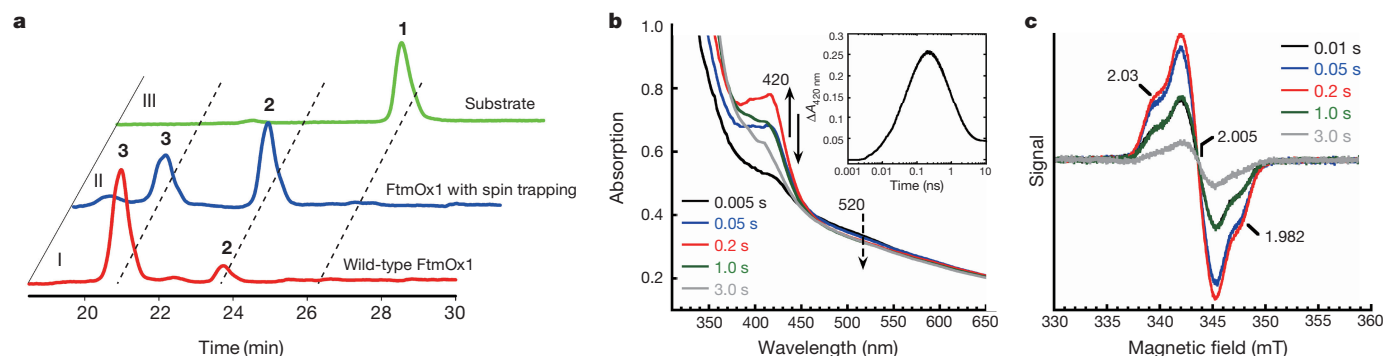 a
1
III
Substrate
2
3
II
FtmOx1 with spin trapping
3
2
I
Wild-type FtmOx1
20 22 24 26 28 30
Time (min)
b
1.0
0.8
0.6
0.4
0.2
Absorption
420
520
0.005 s
0.05 s
0.2 s
1.0 s
3.0 s
350 400 450 500 550 600 650
Wavelength (nm)
0.3
0.25
0.2
0.15
0.1
0.05
0
ΔA420 nm
0.001 0.01 0.1 1 10
Time (ns)
c
Signal
2.03
2.005
1.982
0.01 s
0.05 s
0.2 s
1.0 s
3.0 s
330 340 345 350 360
Magnetic field (mT)